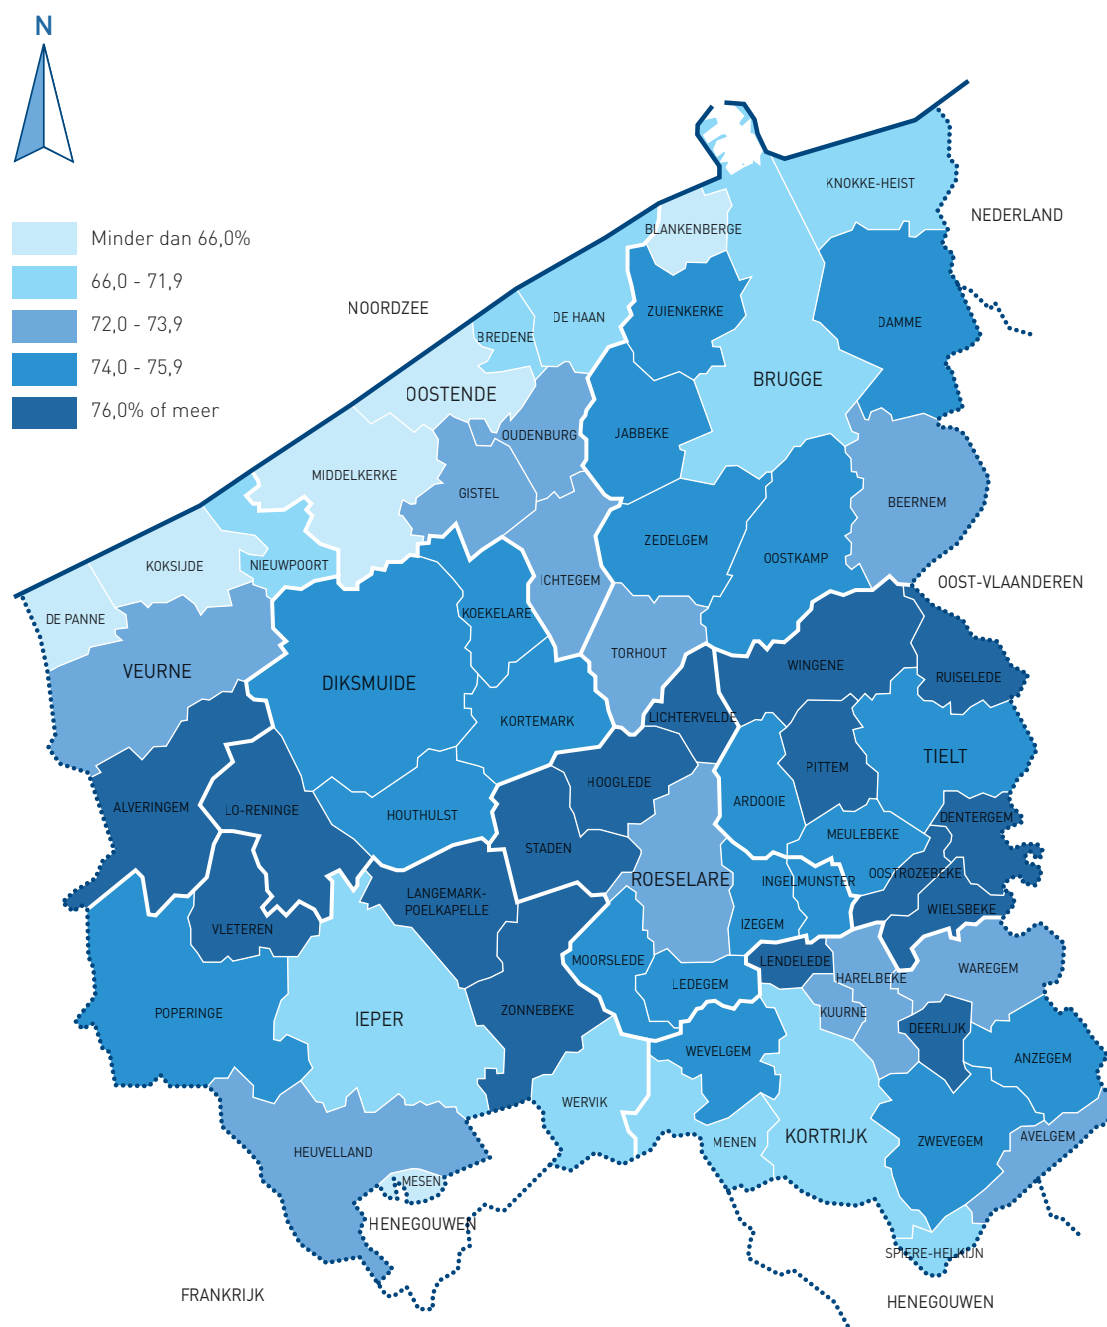 N
KNOKKE-HEIST
NEDERLAND
BLANKENBERGE
Minder dan 66,0%
66,0 - 71,9
72,0 - 73,9
74,0 - 75,9
76,0% of meer
NOORDZEE
DE HAAN
ZUIENKERKE
DAMME
BREDENE
BRUGGE
OOSTENDE
OUDENBURG
JABBEKE
MIDDELKERKE
GISTEL
BEERNEM
ZEDELGEM
OOSTKAMP
KOKSIJDE
NIEUWPOORT
ICHTEGEM
OOST-VLAANDEREN
DE PANNE
KOEKELARE
TORHOUT
VEURNE
DIKSMUIDE
WINGENE
RUISELEDE
KORTEMARK
LICHTERVELDE
TIELT
HOOGLEDE
PITTEM
ALVERINGEM
LO-RENINGE
ARDOOIE
HOUTHULST
DENTERGEM
MEULEBEKE
STADEN
ROESELARE
INGELMUNSTER
OOSTROZEBEKE
LANGEMARK-
POELKAPELLE
WIELSBEKE
VLETEREN
IZEGEM
MOORSLEDE
LENDELEDE
WAREGEM
HARELBEKE
LEDEGEM
POPERINGE
IEPER
ZONNEBEKE
KUURNE
DEERLIJK
WEVELGEM
ANZEGEM
WERVIK
MENEN
KORTRIJK
ZWEVEGEM
AVELGEM
HEUVELLAND
MESEN
HENEGOUWEN
SPIERE-HELKIJN
FRANKRIJK
HENEGOUWEN